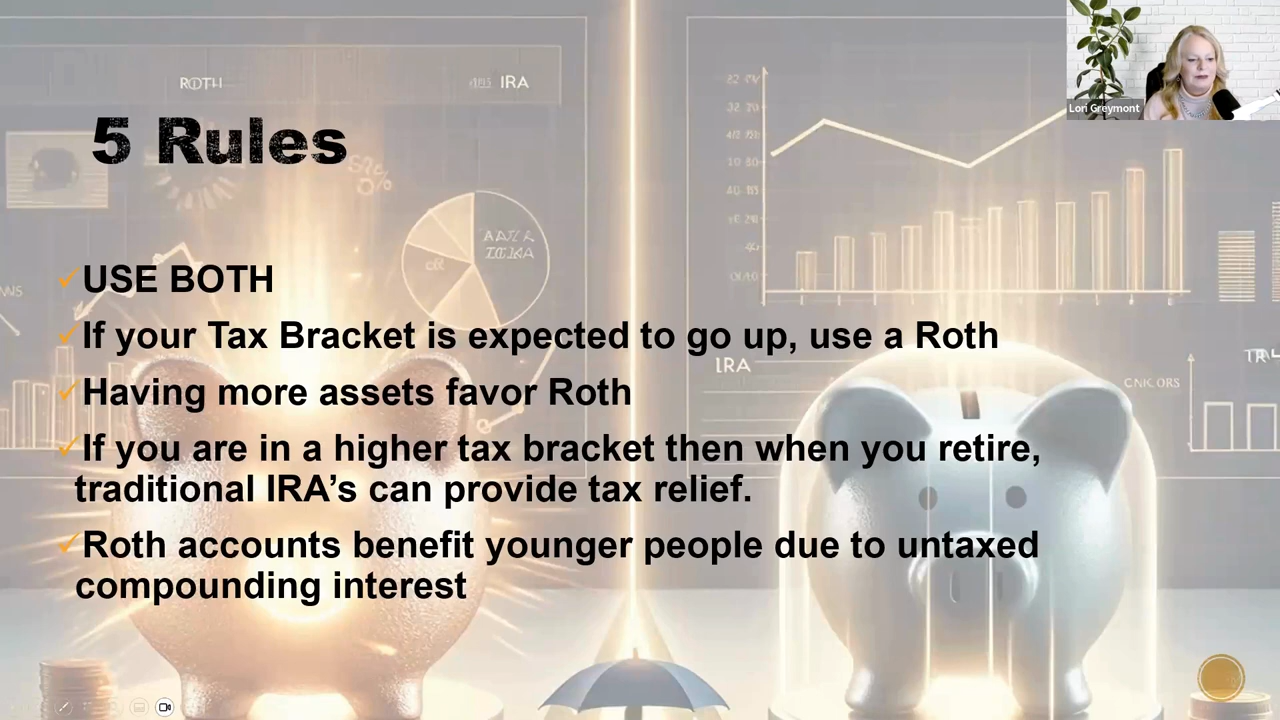 ROTH
IRA
Lori Greymont
5 Rules
USE BOTH
If your Tax Bracket is expected to go up, use a Roth
IRA
Having more assets favor Roth
If you are in a higher tax bracket then when you retire,
traditional IRA’s can provide tax relief.
Roth accounts benefit younger people due to untaxed
compounding interest